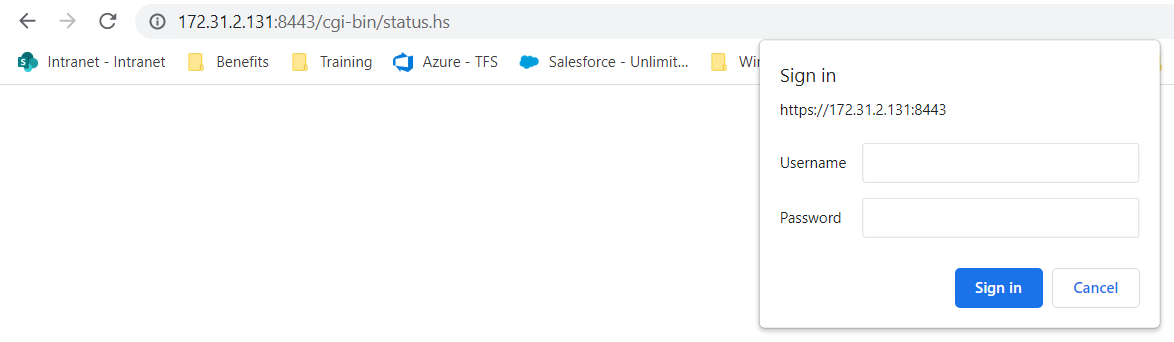 172.31.2.131:8443/cgi-bin/status.hs
Intranet - Intranet Benefits Training Azure - TFS Salesforce - Unlimit...
Sign in
https://172.31.2.131:8443
Username
Password
Sign in Cancel